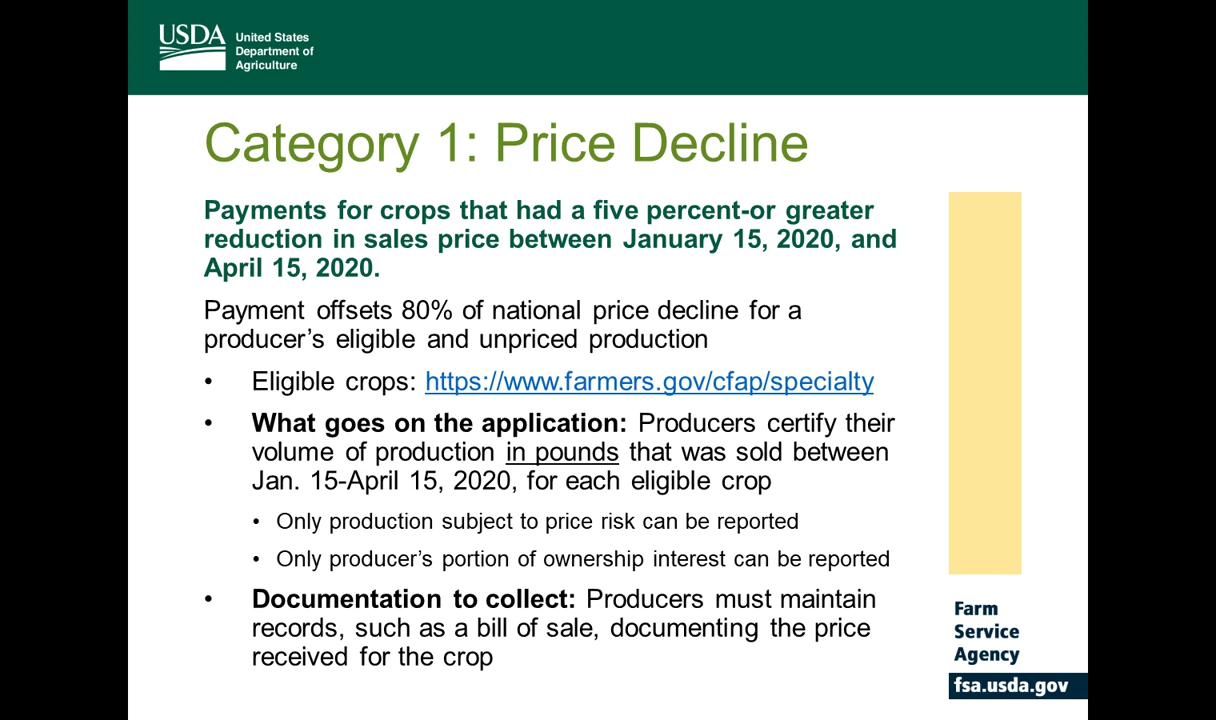 USDA
United States
Department of
Agriculture
Category 1: Price Decline
Payments for crops that had a five percent-or greater
reduction in sales price between January 15, 2020, and
April 15, 2020.
Payment offsets 80% of national price decline for a
producer’s eligible and unpriced production
• Eligible crops: https://www.farmers.gov/cfap/specialty
• What goes on the application: Producers certify their
volume of production in pounds that was sold between
Jan. 15-April 15, 2020, for each eligible crop
• Only production subject to price risk can be reported
• Only producer’s portion of ownership interest can be reported
• Documentation to collect: Producers must maintain
records, such as a bill of sale, documenting the price
received for the crop
Farm
Service
Agency
fsa.usda.gov